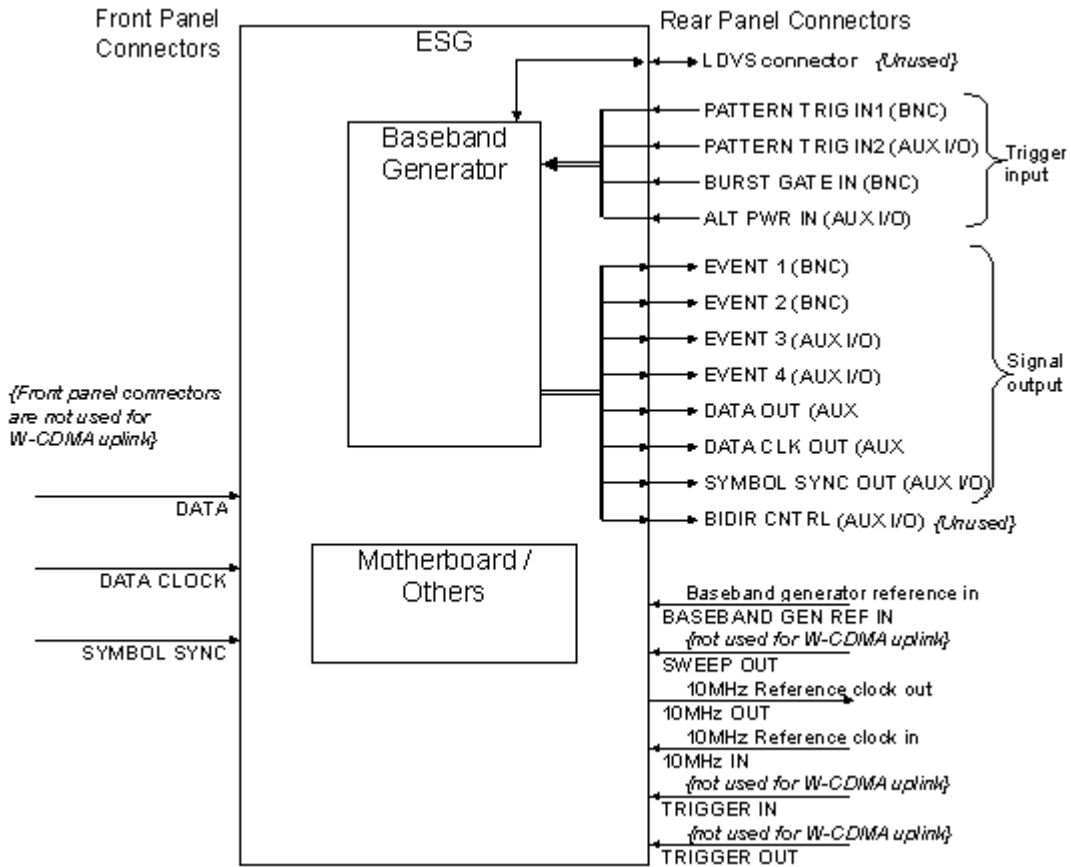 Front Panel
Connectors
ESG
Rear Panel Connectors
LDVS connector {Unused}
Baseband
Generator
PATTERN TRIG IN1 (BNC)
PATTERN TRIG IN2 (AUX I/O)
BURST GATE IN (BNC)
ALT PWR IN (AUX I/O)
Trigger
input
EVENT 1 (BNC)
EVENT 2 (BNC)
EVENT 3 (AUX I/O)
EVENT 4 (AUX I/O)
DATA OUT (AUX
DATA CLK OUT (AUX
SYMBOL SYNC OUT (AUX I/O)
BIDIR CNTRL (AUX I/O) {Unused}
Signal
output
{Front panel connectors
are not used for
W-CDMA uplink}
DATA
DATA CLOCK
SYMBOL SYNC
Motherboard /
Others
Baseband generator reference in
BASEBAND GEN REF IN
{not used for W-CDMA uplink}
SWEEP OUT
10MHz Reference clock out
10MHz OUT
10MHz Reference clock in
10MHz IN
{not used for W-CDMA uplink}
TRIGGER IN
{not used for W-CDMA uplink}
TRIGGER OUT